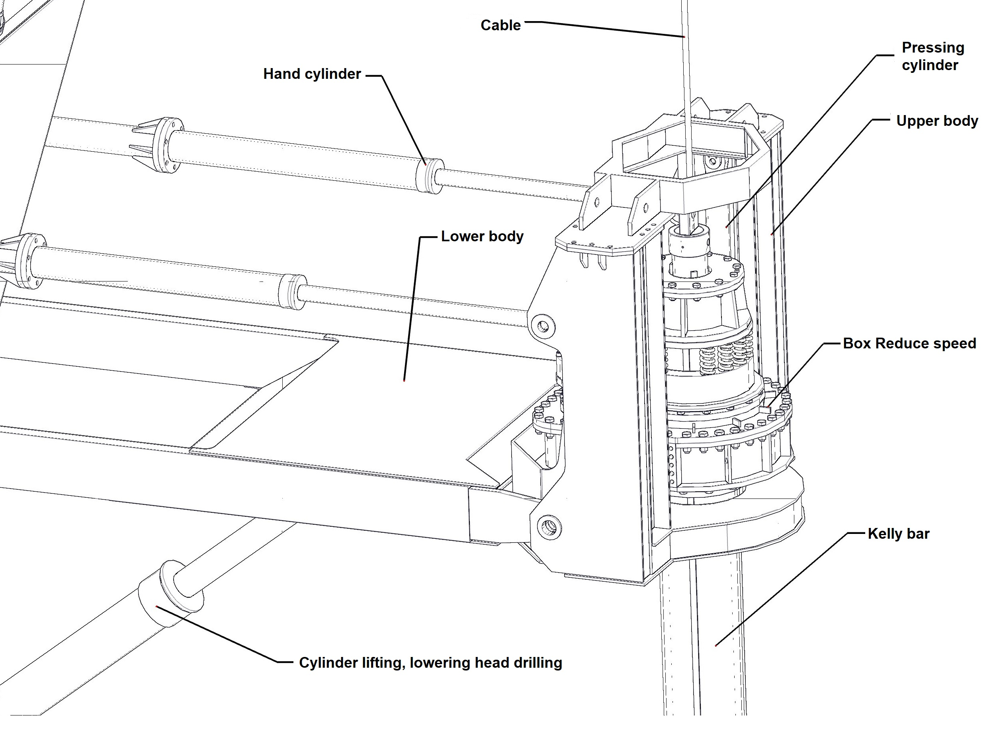 Cable
Pressing
cylinder
Hand cylinder
Upper body
Lower body
Box Reduce speed
Kelly bar
Cylinder lifting, lowering head drilling